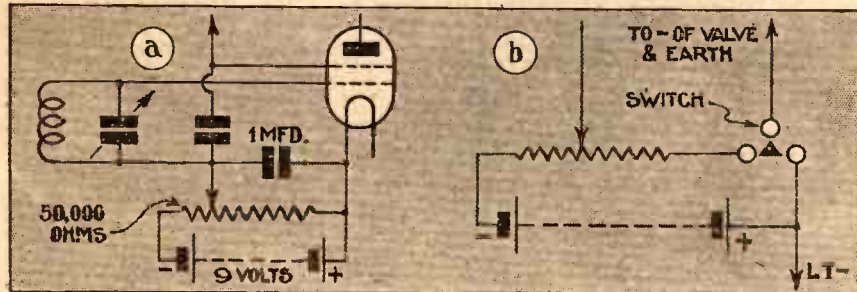 a
1 MFD.
50,000
OHMS
- 9 VOLTS +
b
TO - OF VALVE
& EARTH
SWITCH
- +
LT-